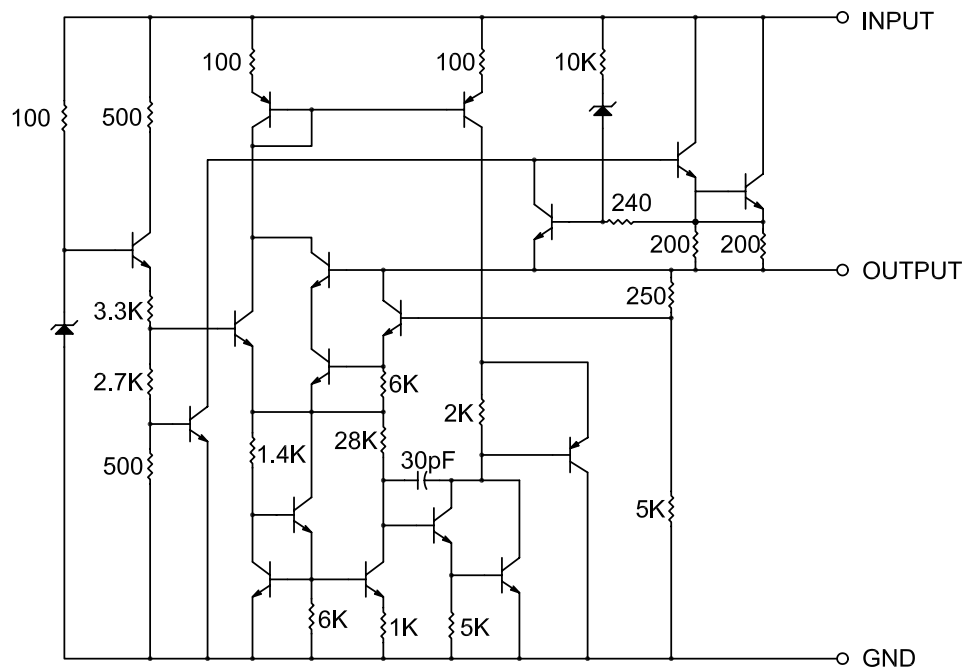 INPUT
100
100
10K
100
500
240
200
200
OUTPUT
250
3.3K
2.7K
6K
2K
28K
1.4K
30pF
500
5K
6K
1K
5K
GND